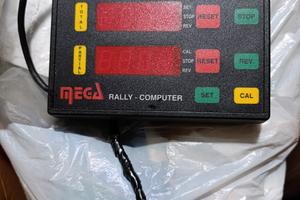 TOTAL
SET
STOP
REV
RESET
STOP
PARTIAL
CAL
STOP
REV
RESET
REV.
MEGA RALLY - COMPUTER
SET
CAL